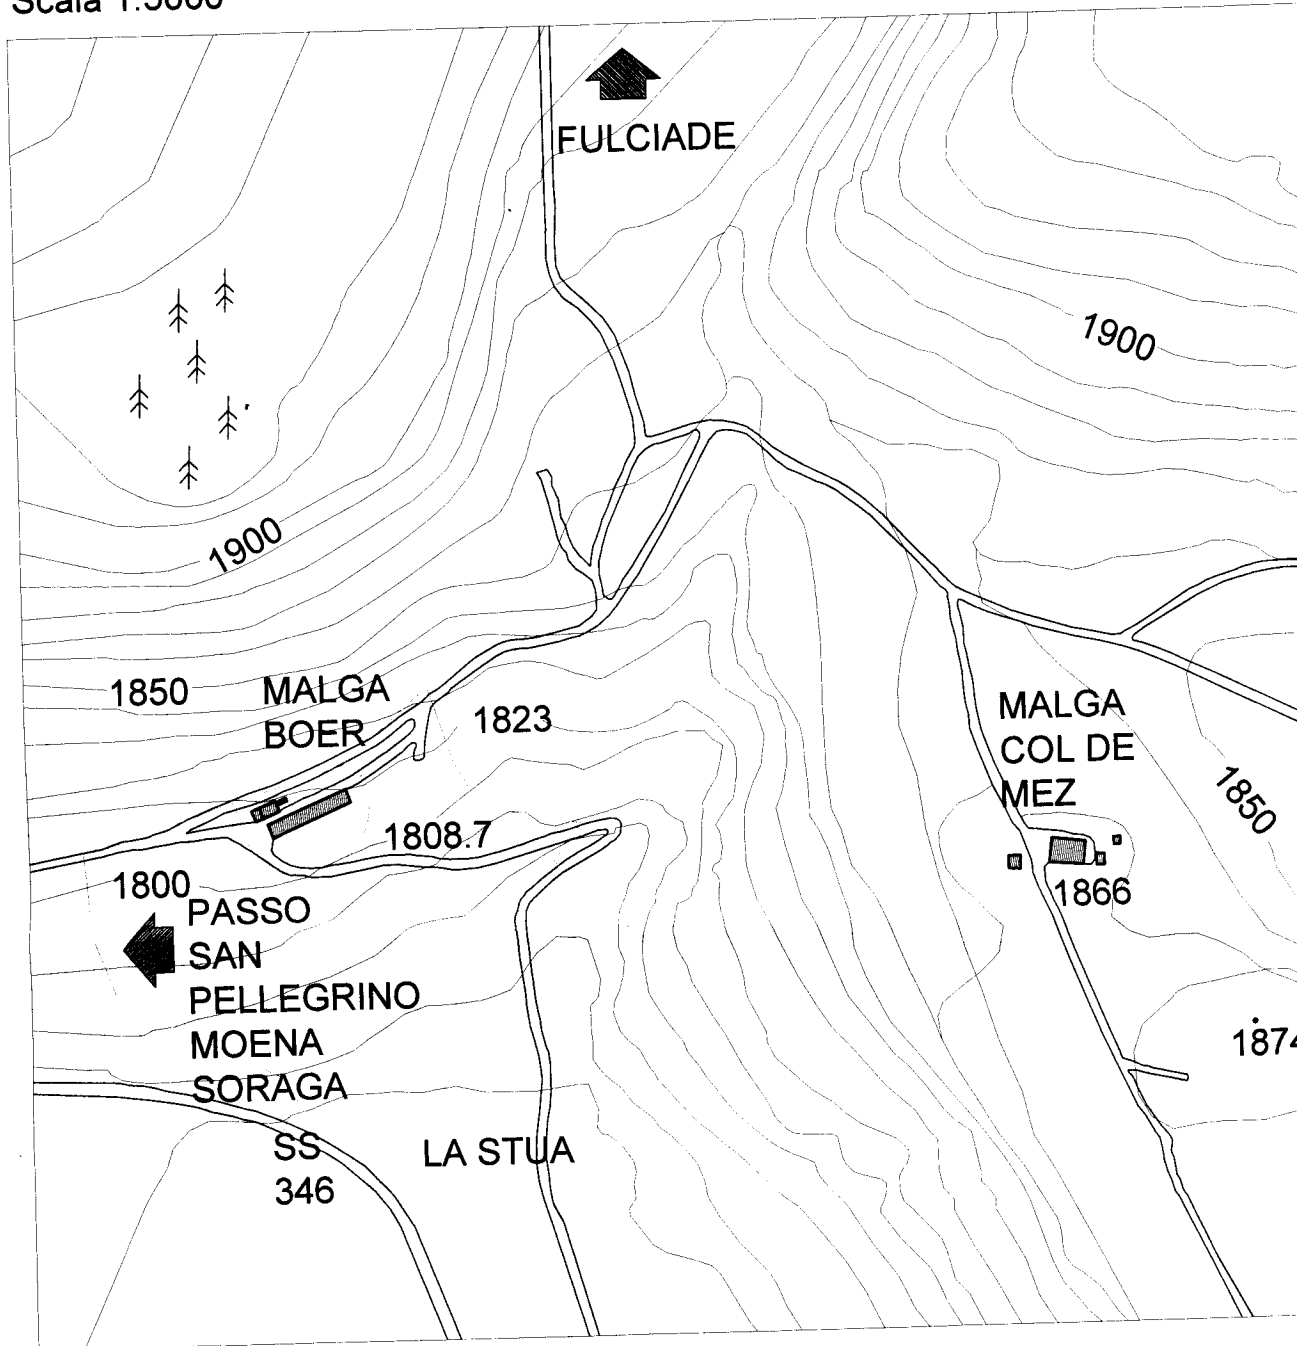 Scala 1:5000
FULCIADE
1900
1900
1850
MALGA
BOER
1823
MALGA
COL DE
MEZ
1850
1808.7
1800
1866
PASSO
SAN
PELLEGRINO
MOENA
SORAGA
1874
SS
346
LA STUA